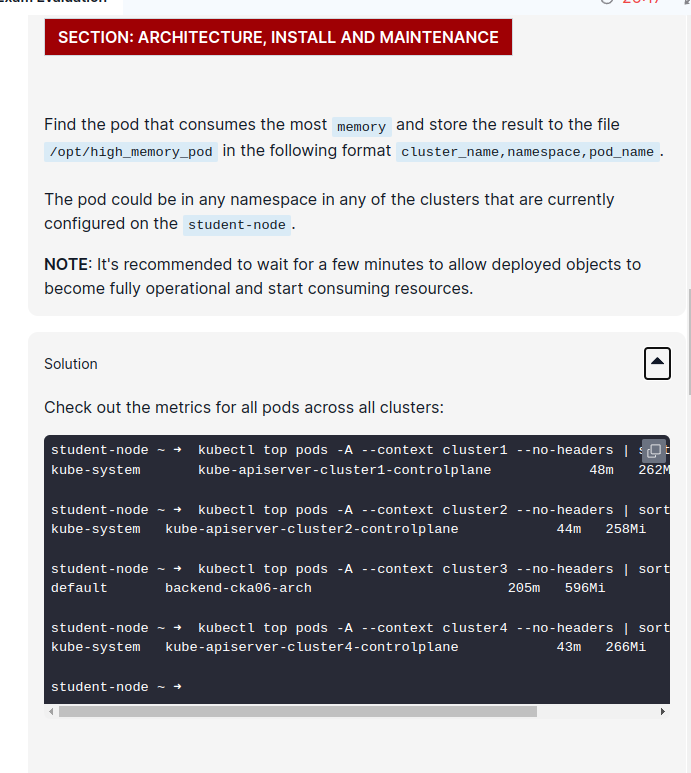 SECTION: ARCHITECTURE, INSTALL AND MAINTENANCE
Find the pod that consumes the most memory and store the result to the file
/opt/high_memory_pod in the following format cluster_name,namespace,pod_name .
The pod could be in any namespace in any of the clusters that are currently
configured on the student-node .
NOTE: It's recommended to wait for a few minutes to allow deployed objects to
become fully operational and start consuming resources.
Solution
Check out the metrics for all pods across all clusters:
student-node ~ ➜ kubectl top pods -A --context cluster1 --no-headers |
kube-system kube-apiserver-cluster1-controlplane 48m 262M
student-node ~ ➜ kubectl top pods -A --context cluster2 --no-headers | sort
kube-system kube-apiserver-cluster2-controlplane 44m 258Mi
student-node ~ ➜ kubectl top pods -A --context cluster3 --no-headers | sort
default backend-cka06-arch 205m 596Mi
student-node ~ ➜ kubectl top pods -A --context cluster4 --no-headers | sort
kube-system kube-apiserver-cluster4-controlplane 43m 266Mi
student-node ~ ➜